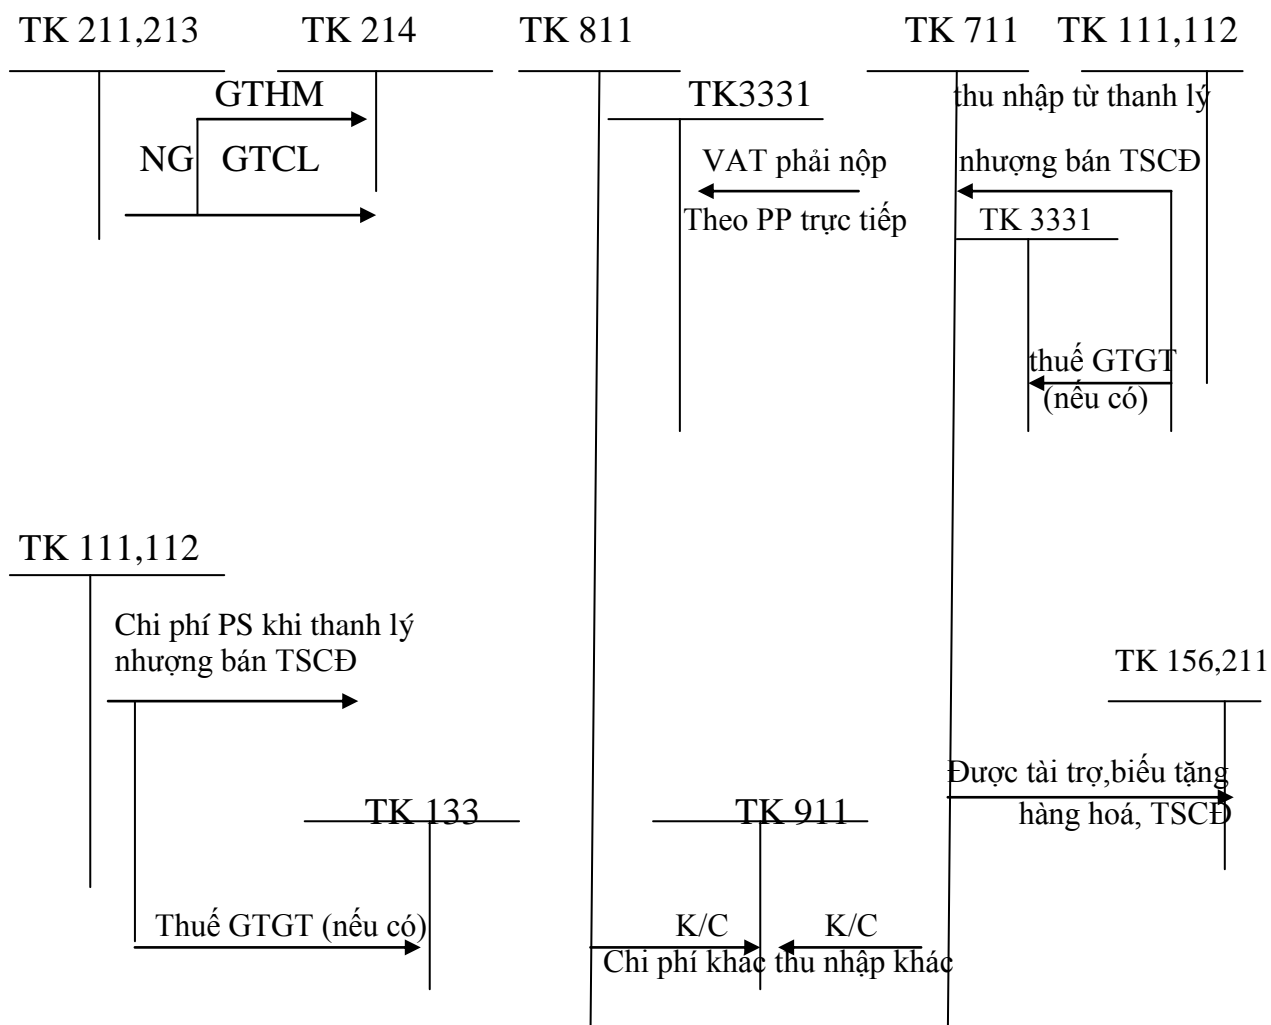 TK 211,213 TK 214 TK 811 TK 711 TK 111,112
GTHM TK3331 thu nhập từ thanh lý
NG GTCL VAT phải nộp nhượng bán TSCĐ
Theo PP trực tiếp TK 3331
thuế GTGT
(nếu có)
TK 111,112
Chi phí PS khi thanh lý
nhượng bán TSCĐ TK 156,211
Được tài trợ,biếu tặng
TK 133 TK 911 hàng hoá, TSCĐ
Thuế GTGT (nếu có) K/C K/C
Chi phí khác thu nhập khác